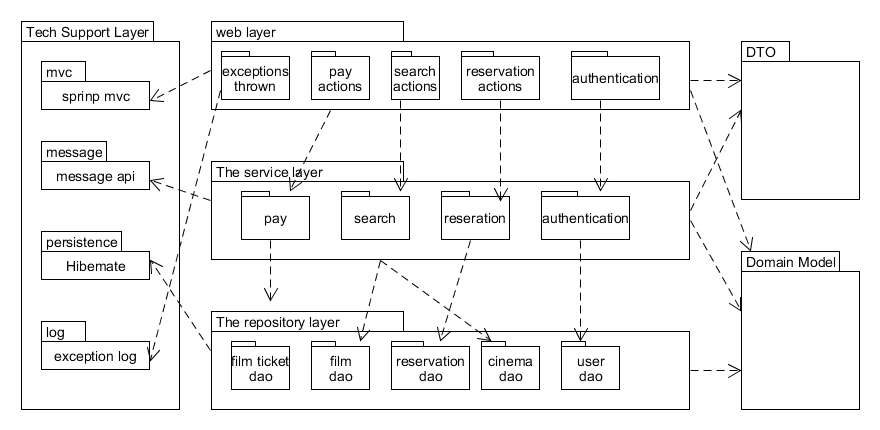 Tech Support Layer
mvc
sprinp mvc
message
message api
persistence
Hibemate
log
exception log
web layer
exceptions
thrown
pay
actions
search
actions
reservation
actions
authentication
The service layer
pay
search
reseration
authentication
The repository layer
film ticket
dao
film
dao
reservation
dao
cinema
dao
user
dao
DTO
Domain Model